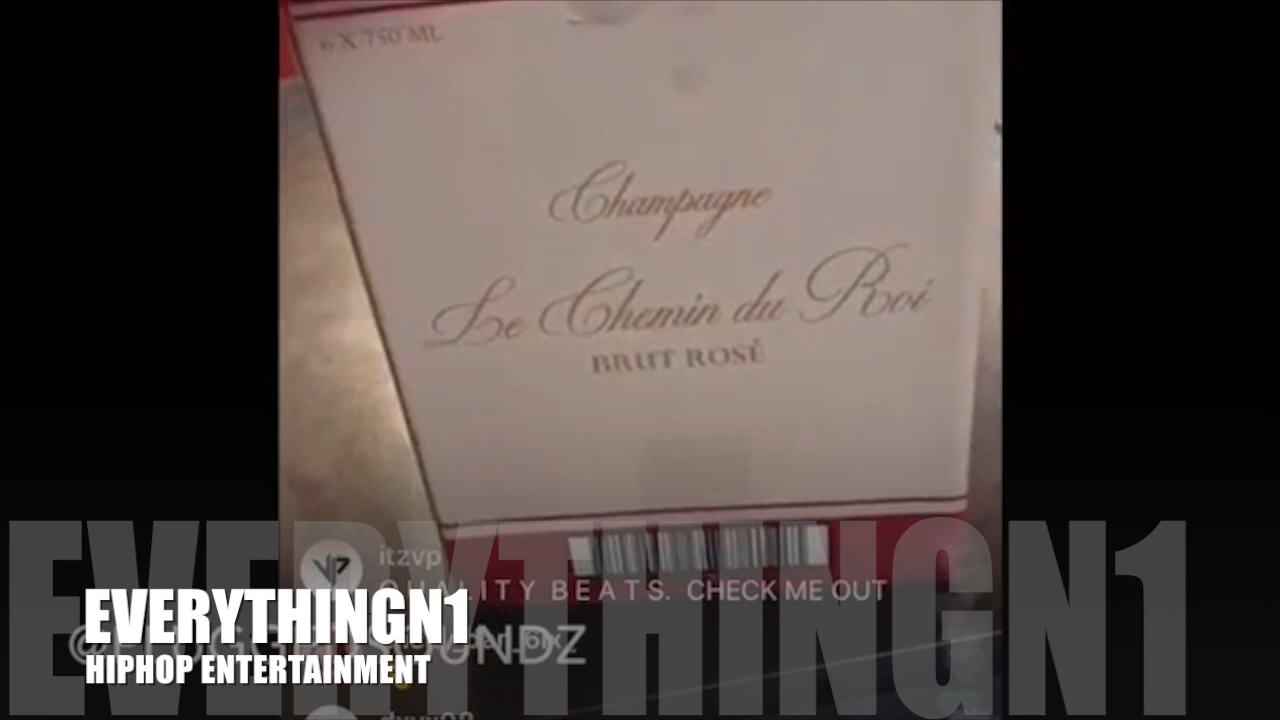 6 X 750 ML
Champagne
Le Chemin du Roi
BRUT ROSÉ
EVERYTHINGN1
itzvp
QUALITY BEATS. CHECK ME OUT
EVERYTHINGN1
HIPHOP ENTERTAINMENT